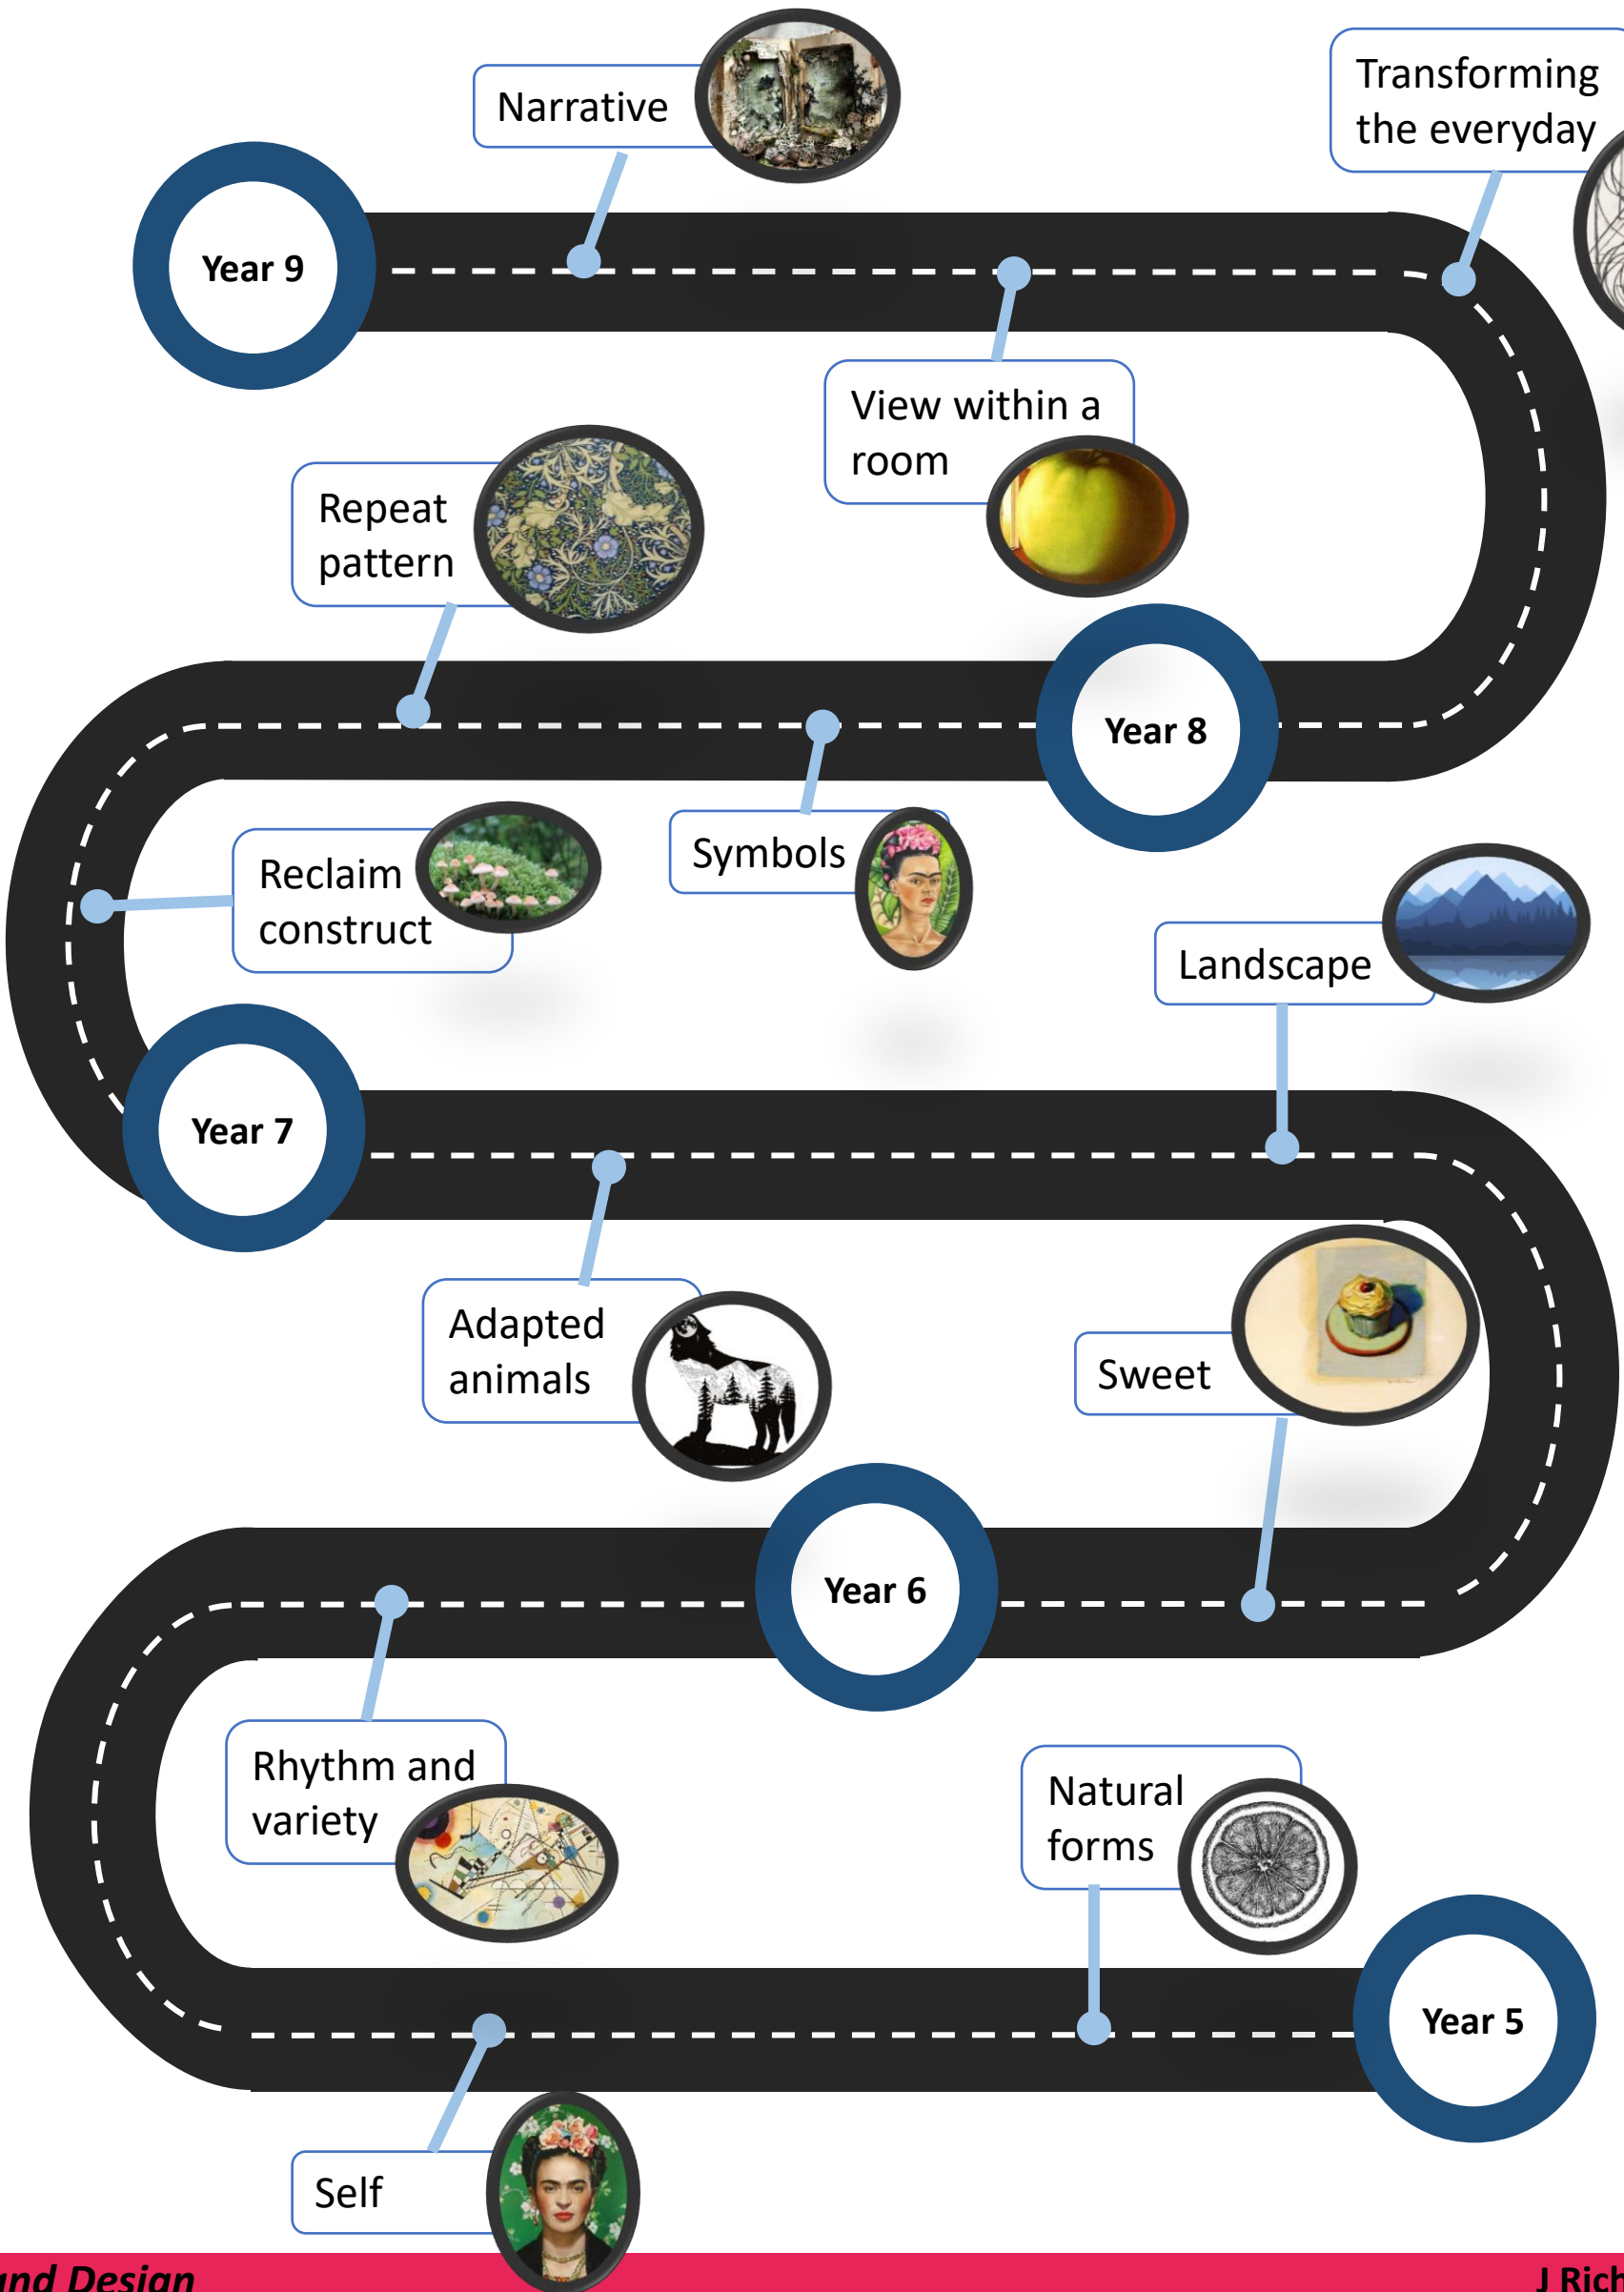 Narrative
Transforming
the everyday
Year 9
View within a
room
Repeat
pattern
Year 8
Symbols
Reclaim
construct
Landscape
Year 7
Adapted
animals
Sweet
Year 6
Rhythm and
variety
Natural
forms
Year 5
Self
and Design
J Rich